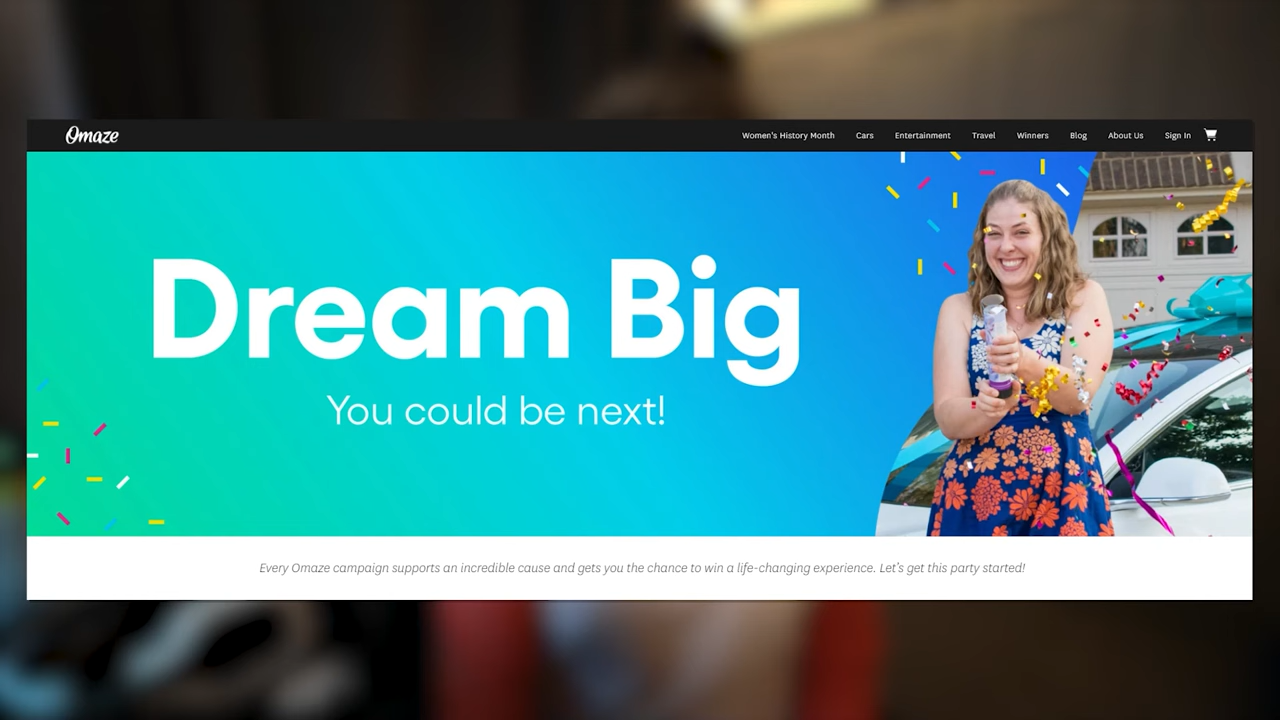 Omaze
Women's History Month Cars Entertainment Travel Winners Blog About Us Sign In
Dream Big
You could be next!
Every Omaze campaign supports an incredible cause and gets you the chance to win a life-changing experience. Let's get this party started!